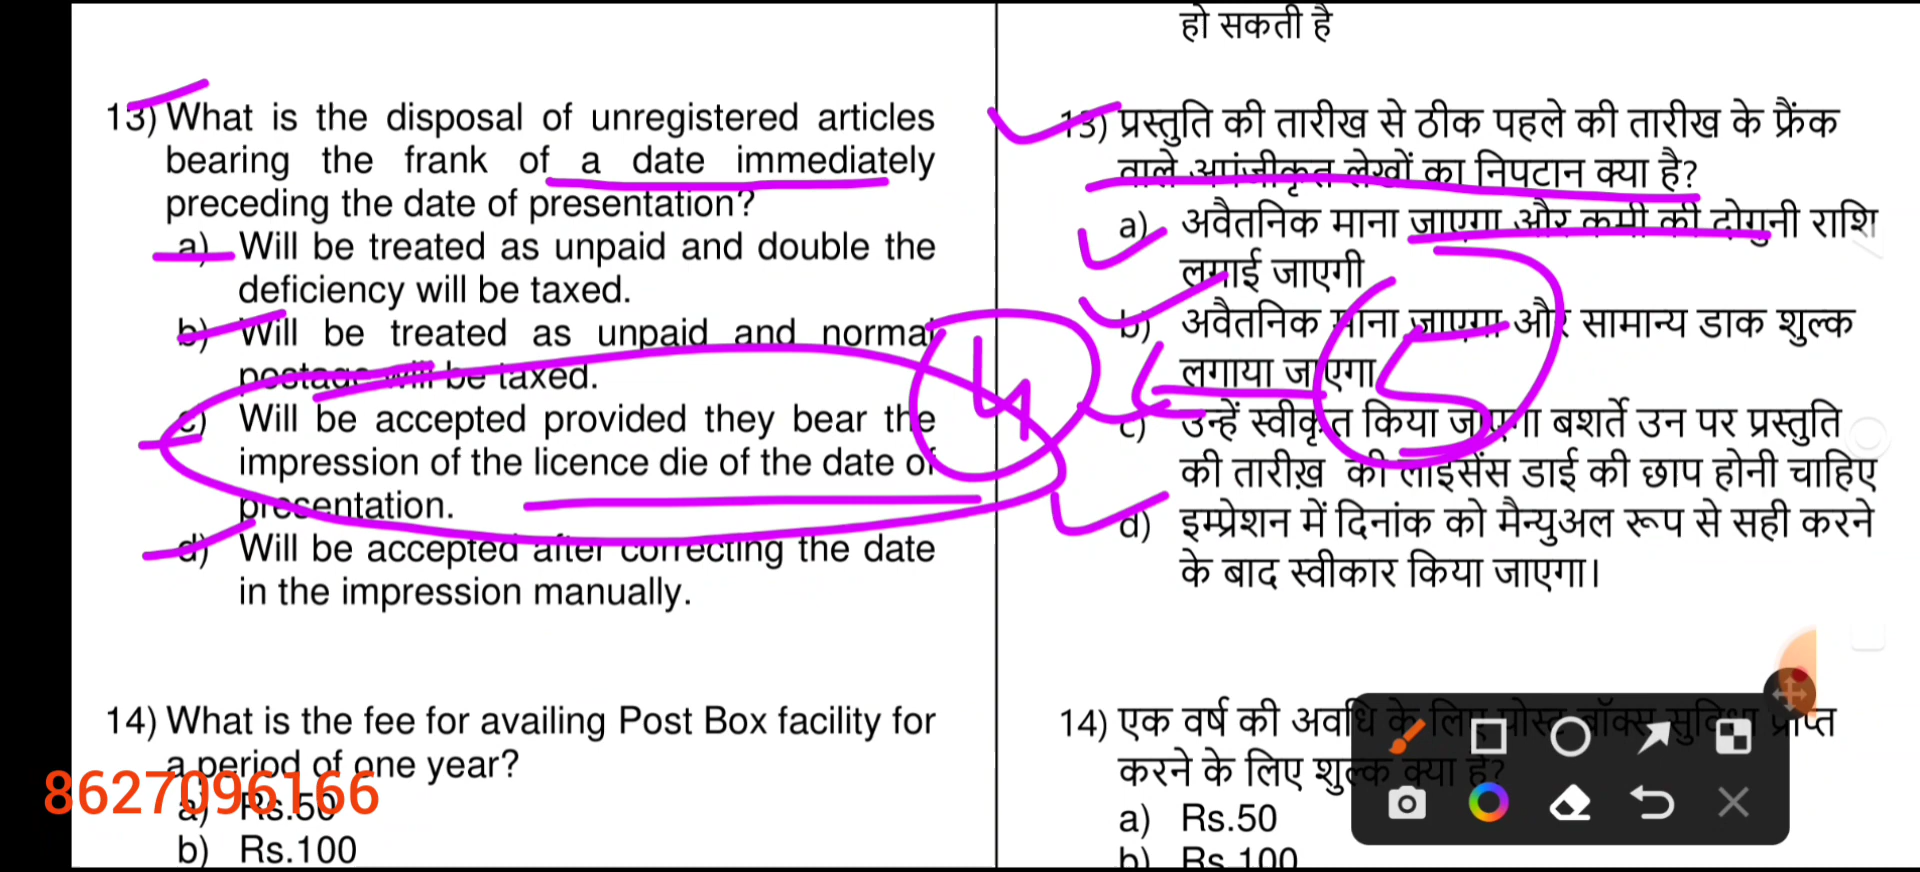 हो सकती है
13) What is the disposal of unregistered articles
bearing the frank of a date immediately
preceding the date of presentation?
a) Will be treated as unpaid and double the
deficiency will be taxed.
b) Will be treated as unpaid and normal
postage will be taxed.
c) Will be accepted provided they bear the
impression of the licence die of the date of
presentation.
d) Will be accepted after correcting the date
in the impression manually.
14) What is the fee for availing Post Box facility for
a period of one year?
a) Rs.50
b) Rs.100
13) प्रस्तुति की तारीख से ठीक पहले की तारीख के फ्रैंक
वाले अपंजीकृत लेखों का निपटान क्या है?
a) अवैतनिक माना जाएगा और कमी की दोगुनी राशि
लगाई जाएगी
b) अवैतनिक माना जाएगा और सामान्य डाक शुल्क
लगाया जाएगा
c) उन्हें स्वीकृत किया जाएगा बशर्ते उन पर प्रस्तुति
की तारीख़ की लाइसेंस डाई की छाप होनी चाहिए
d) इम्प्रेशन में दिनांक को मैन्युअल रूप से सही करने
के बाद स्वीकार किया जाएगा।
14) एक वर्ष की अवधि के लिए पोस्ट बॉक्स सुविधा प्राप्त
करने के लिए शुल्क क्या है?
a) Rs.50
b) Rs.100
4
5
8627096166